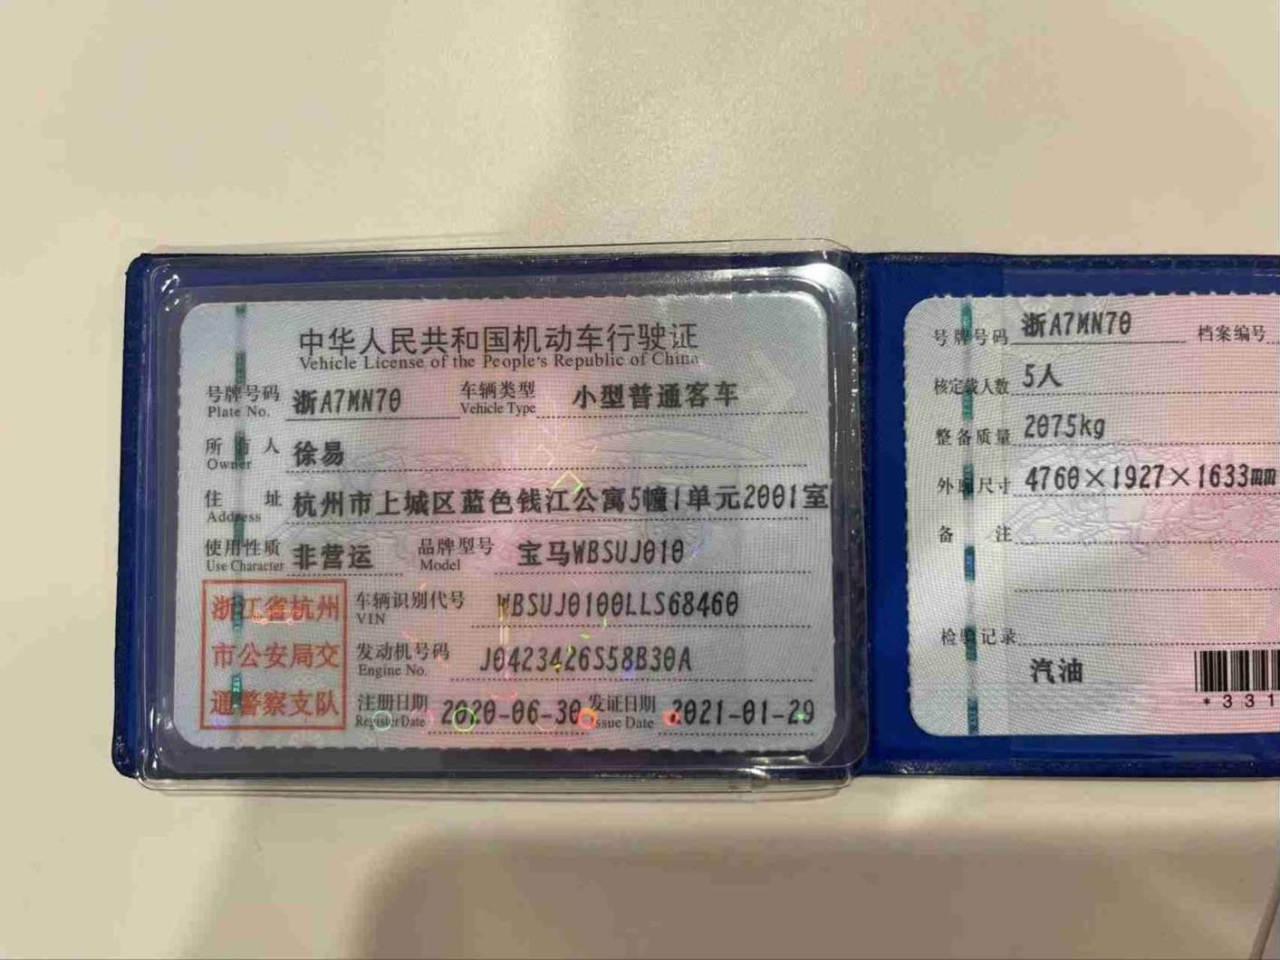 中华人民共和国机动车行驶证
Vehicle License of the People's Republic of China
号牌号码 浙A7MN70 车辆类型 小型普通客车
Plate No. Vehicle Type
所有人 徐易
Owner
住址 杭州市上城区蓝色钱江公寓5幢1单元2001室
Address
使用性质 非营运 品牌型号 宝马WBSUJ010
Use Character Model
浙江省杭州
市公安局交
通警察支队
车辆识别代号 WBSUJ0100LLS68460
VIN
发动机号码 J0423426S58B30A
Engine No.
注册日期 2020-06-30 发证日期 2021-01-29
Register Date Issue Date
号牌号码 浙A7MN70 档案编号
核定载人数 5人
整备质量 2075kg
外廓尺寸 4760×1927×1633mm
备注
检验记录
汽油
*331